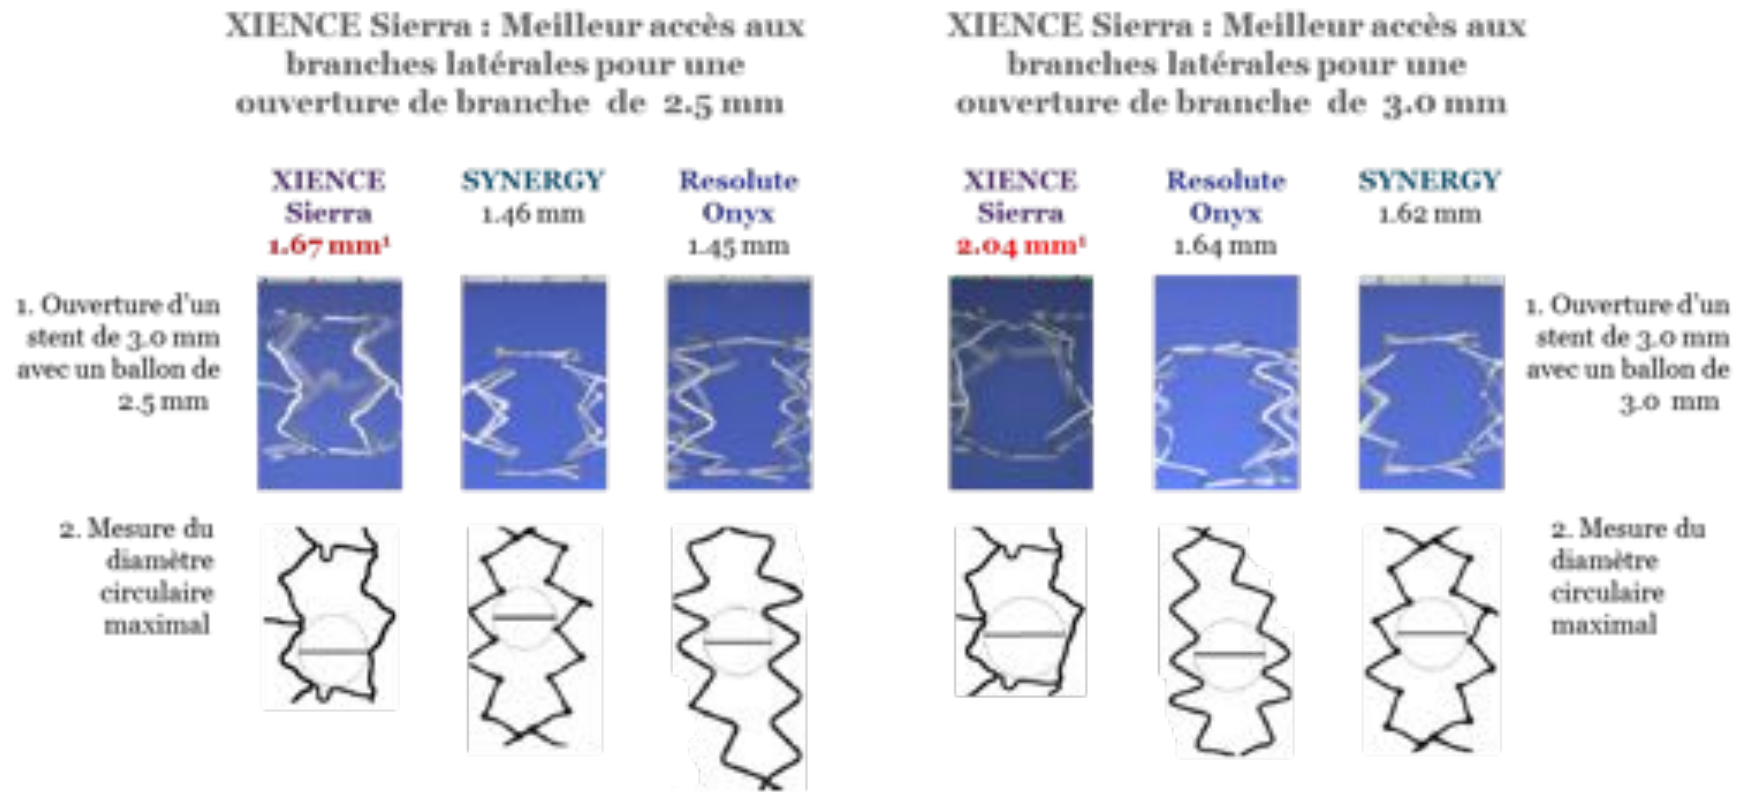 XIENCE Sierra : Meilleur accès aux
branches latérales pour une
ouverture de branche de 2.5 mm
XIENCE
Sierra
1.67 mm¹
SYNERGY
1.46 mm
Resolute
Onyx
1.45 mm
1. Ouverture d'un
stent de 3.0 mm
avec un ballon de
2.5 mm
2. Mesure du
diamètre
circulaire
maximal
XIENCE Sierra : Meilleur accès aux
branches latérales pour une
ouverture de branche de 3.0 mm
XIENCE
Sierra
2.04 mm¹
Resolute
Onyx
1.64 mm
SYNERGY
1.62 mm
1. Ouverture d'un
stent de 3.0 mm
avec un ballon de
3.0 mm
2. Mesure du
diamètre
circulaire
maximal